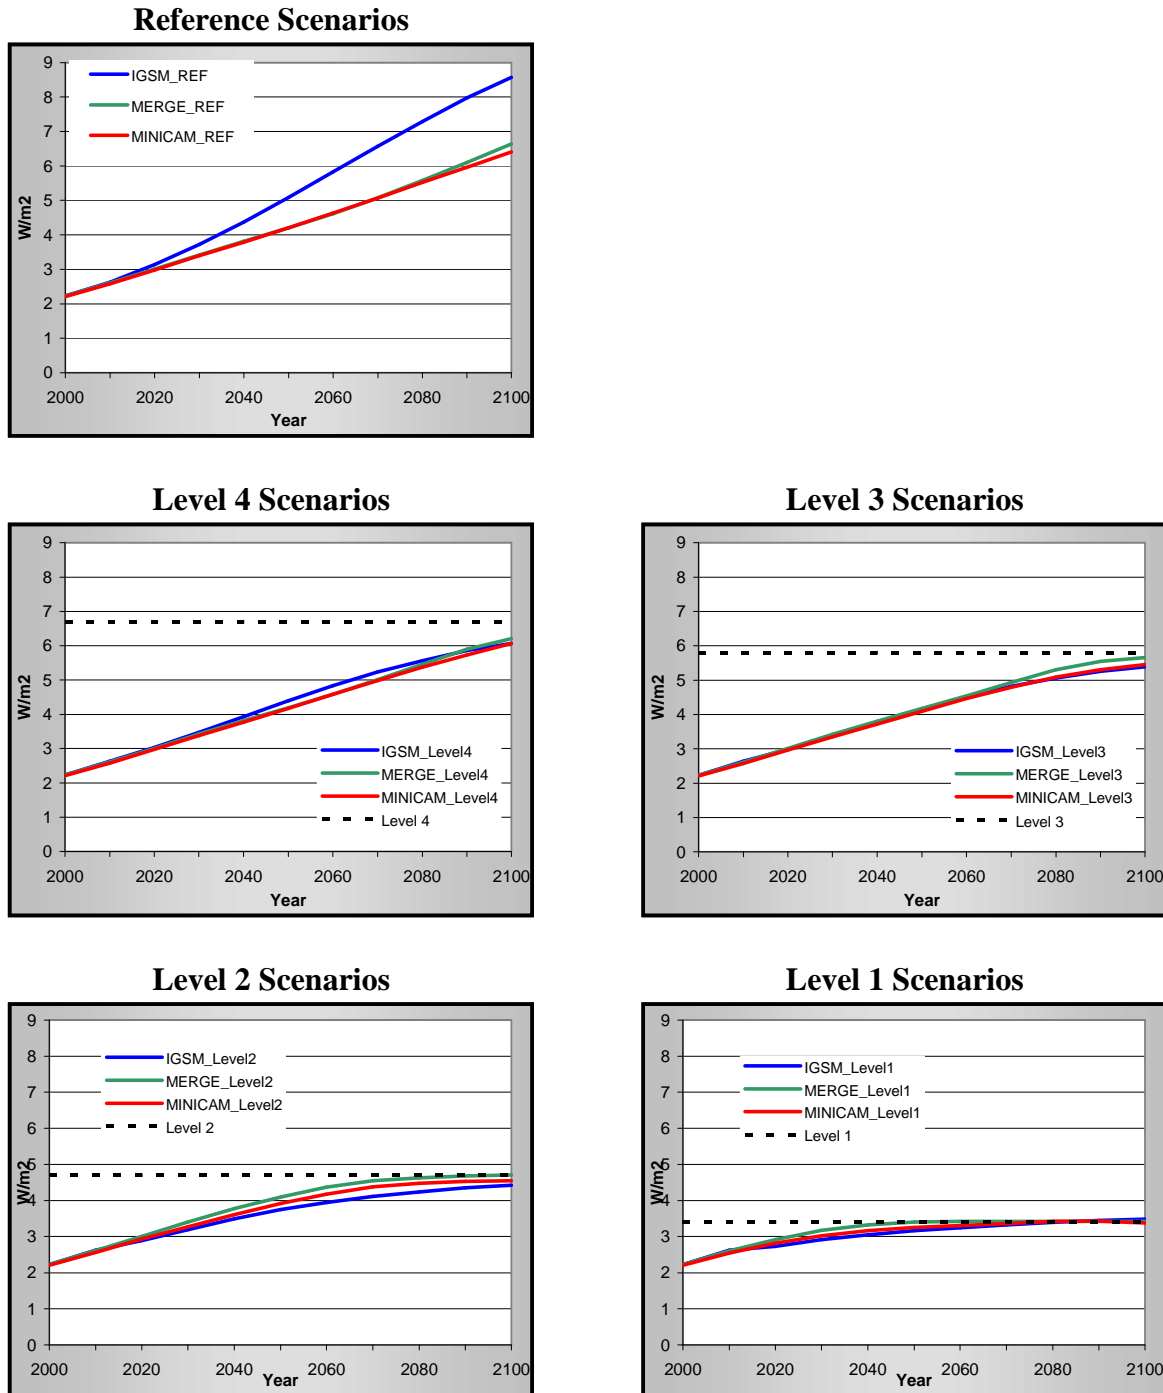 Reference Scenarios
9
8
7
6
5
4
3
2
1
0
W/m2
IGSM_REF
MERGE_REF
MINICAM_REF
2000 2020 2040 2060 2080 2100
Year
Level 4 Scenarios
9
8
7
6
5
4
3
2
1
0
W/m2
IGSM_Level4
MERGE_Level4
MINICAM_Level4
Level 4
2000 2020 2040 2060 2080 2100
Year
Level 3 Scenarios
9
8
7
6
5
4
3
2
1
0
W/m2
IGSM_Level3
MERGE_Level3
MINICAM_Level3
Level 3
2000 2020 2040 2060 2080 2100
Year
Level 2 Scenarios
9
8
7
6
5
4
3
2
1
0
W/m2
IGSM_Level2
MERGE_Level2
MINICAM_Level2
Level 2
2000 2020 2040 2060 2080 2100
Year
Level 1 Scenarios
9
8
7
6
5
4
3
2
1
0
W/m2
IGSM_Level1
MERGE_Level1
MINICAM_Level1
Level 1
2000 2020 2040 2060 2080 2100
Year